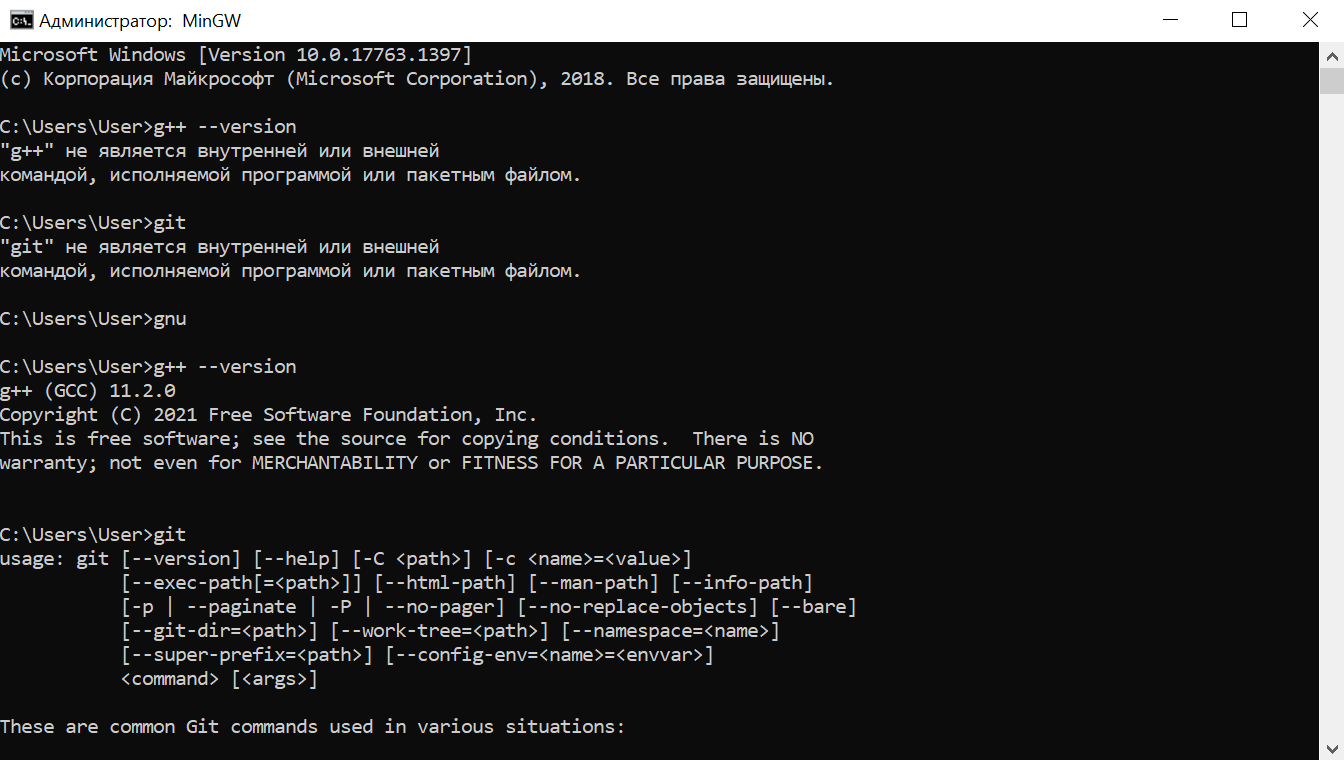 Администратор:  MinGW
Microsoft Windows [Version 10.0.17763.1397]
(c) Корпорация Майкрософт (Microsoft Corporation), 2018. Все права защищены.
C:\Users\User>g++ --version
"g++" не является внутренней или внешней
командой, исполняемой программой или пакетным файлом.
C:\Users\User>git
"git" не является внутренней или внешней
командой, исполняемой программой или пакетным файлом.
C:\Users\User>gnu
C:\Users\User>g++ --version
g++ (GCC) 11.2.0
Copyright (C) 2021 Free Software Foundation, Inc.
This is free software; see the source for copying conditions.  There is NO
warranty; not even for MERCHANTABILITY or FITNESS FOR A PARTICULAR PURPOSE.
C:\Users\User>git
usage: git [--version] [--help] [-C <path>] [-c <name>=<value>]
           [--exec-path[=<path>]] [--html-path] [--man-path] [--info-path]
           [-p | --paginate | -P | --no-pager] [--no-replace-objects] [--bare]
           [--git-dir=<path>] [--work-tree=<path>] [--namespace=<name>]
           [--super-prefix=<path>] [--config-env=<name>=<envvar>]
           <command> [<args>]
These are common Git commands used in various situations: